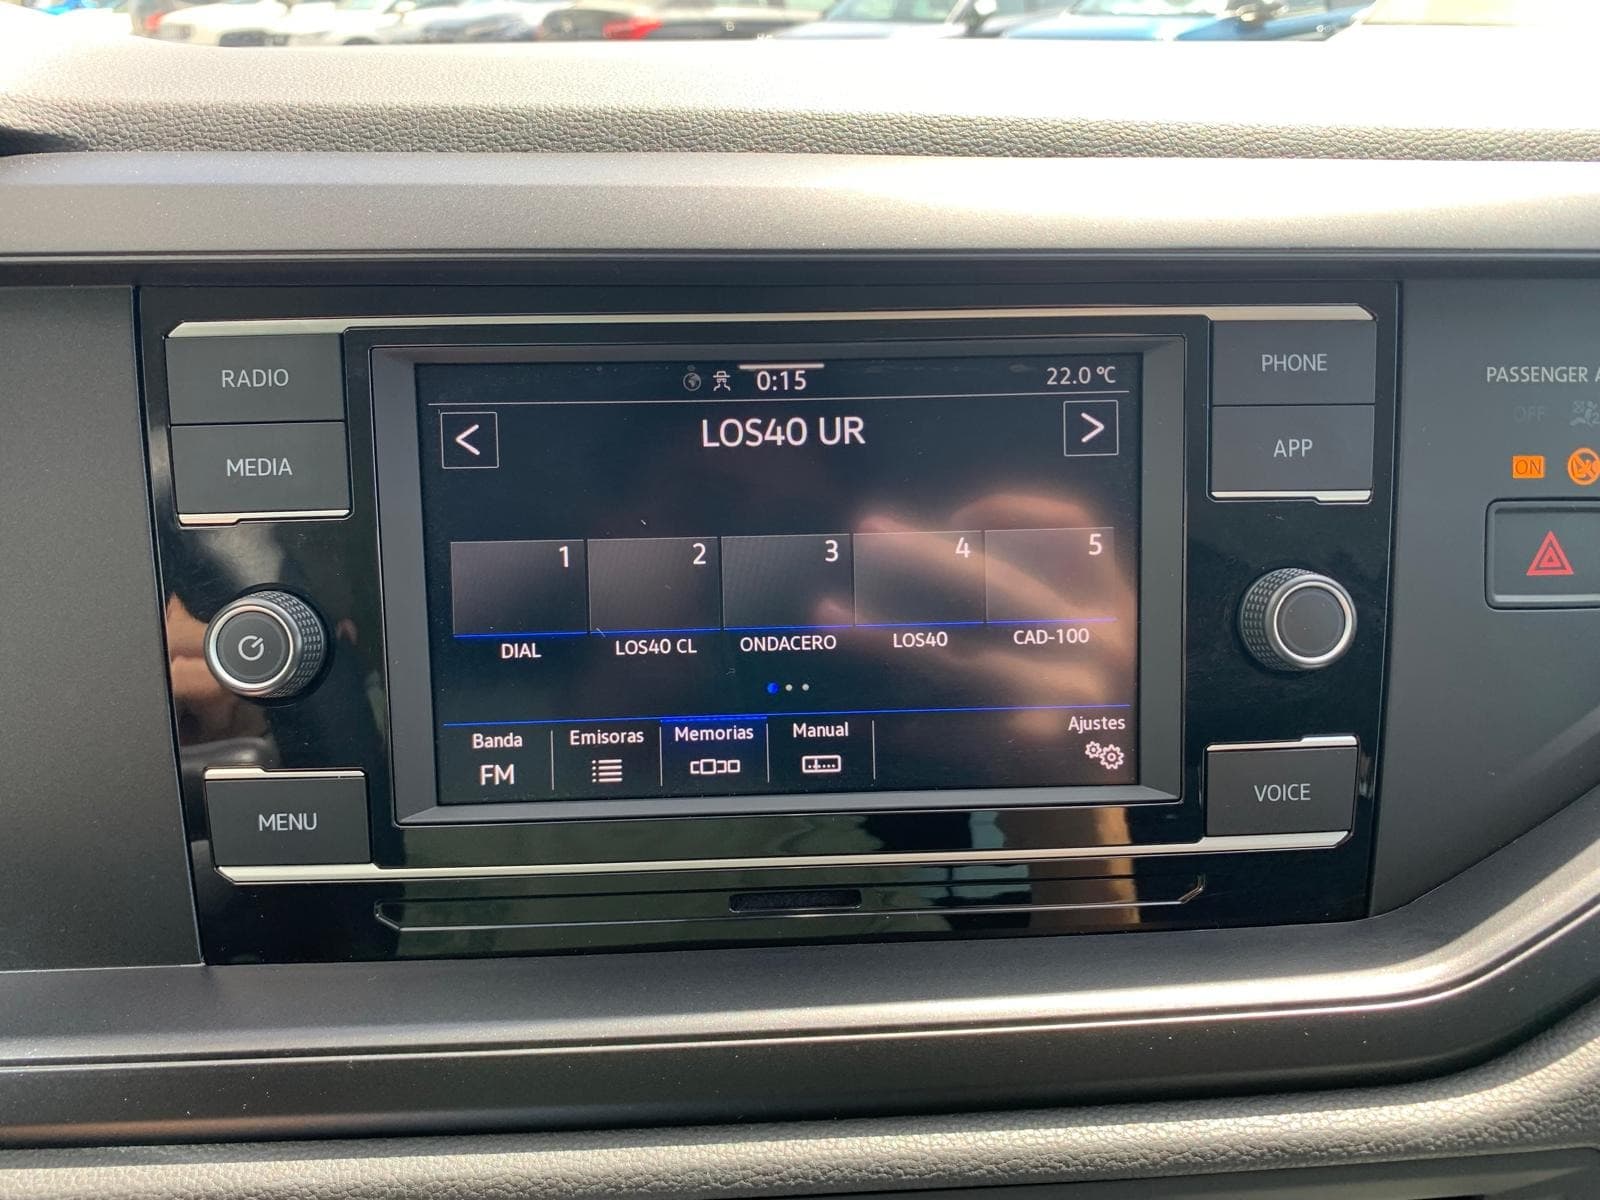 RADIO
MEDIA
MENU
0:15
22.0 °C
<
LOS40 UR
>
1
2
3
4
5
DIAL
LOS40 CL
ONDACERO
LOS40
CAD-100
Banda
FM
Emisoras
Memorias
Manual
Ajustes
PHONE
APP
VOICE
PASSENGER
OFF
ON